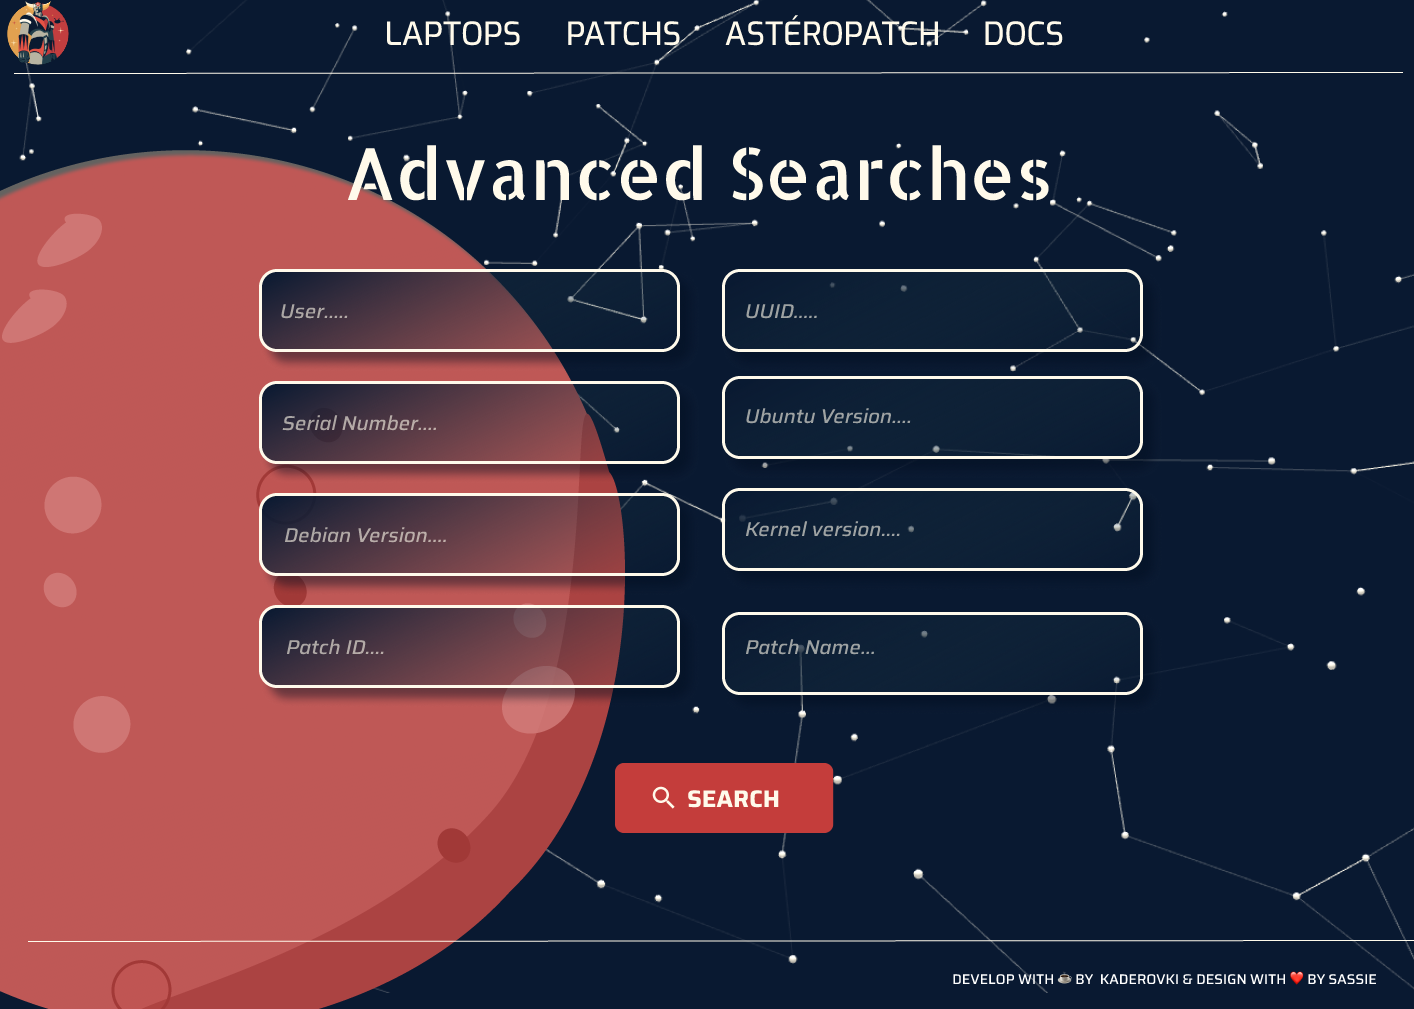 LAPTOPS PATCHS ASTÉROPATCH DOCS
Advanced Searches
User.....
UUID.....
Serial Number....
Ubuntu Version....
Debian Version....
Kernel version....
Patch ID....
Patch Name...
SEARCH
DEVELOP WITH ☕ BY KADEROVKI & DESIGN WITH ❤️ BY SASSIE